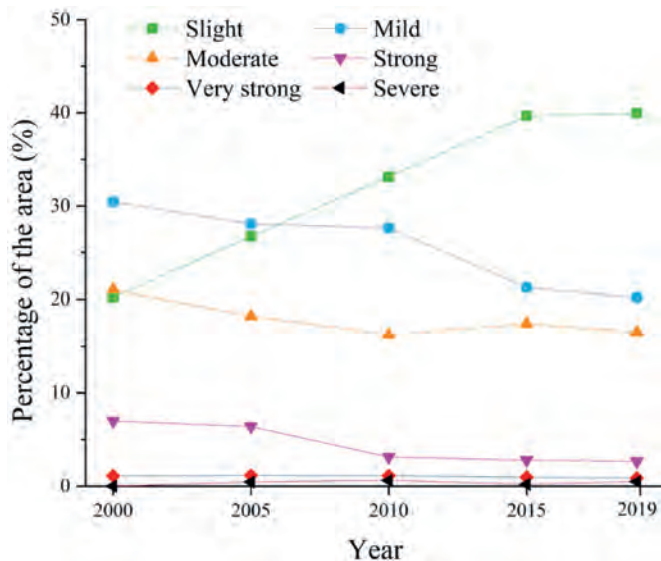 50
Slight Mild
Moderate Strong
Very strong Severe
40
30
20
10
0
Percentage of the area (%)
2000 2005 2010 2015 2019
Year